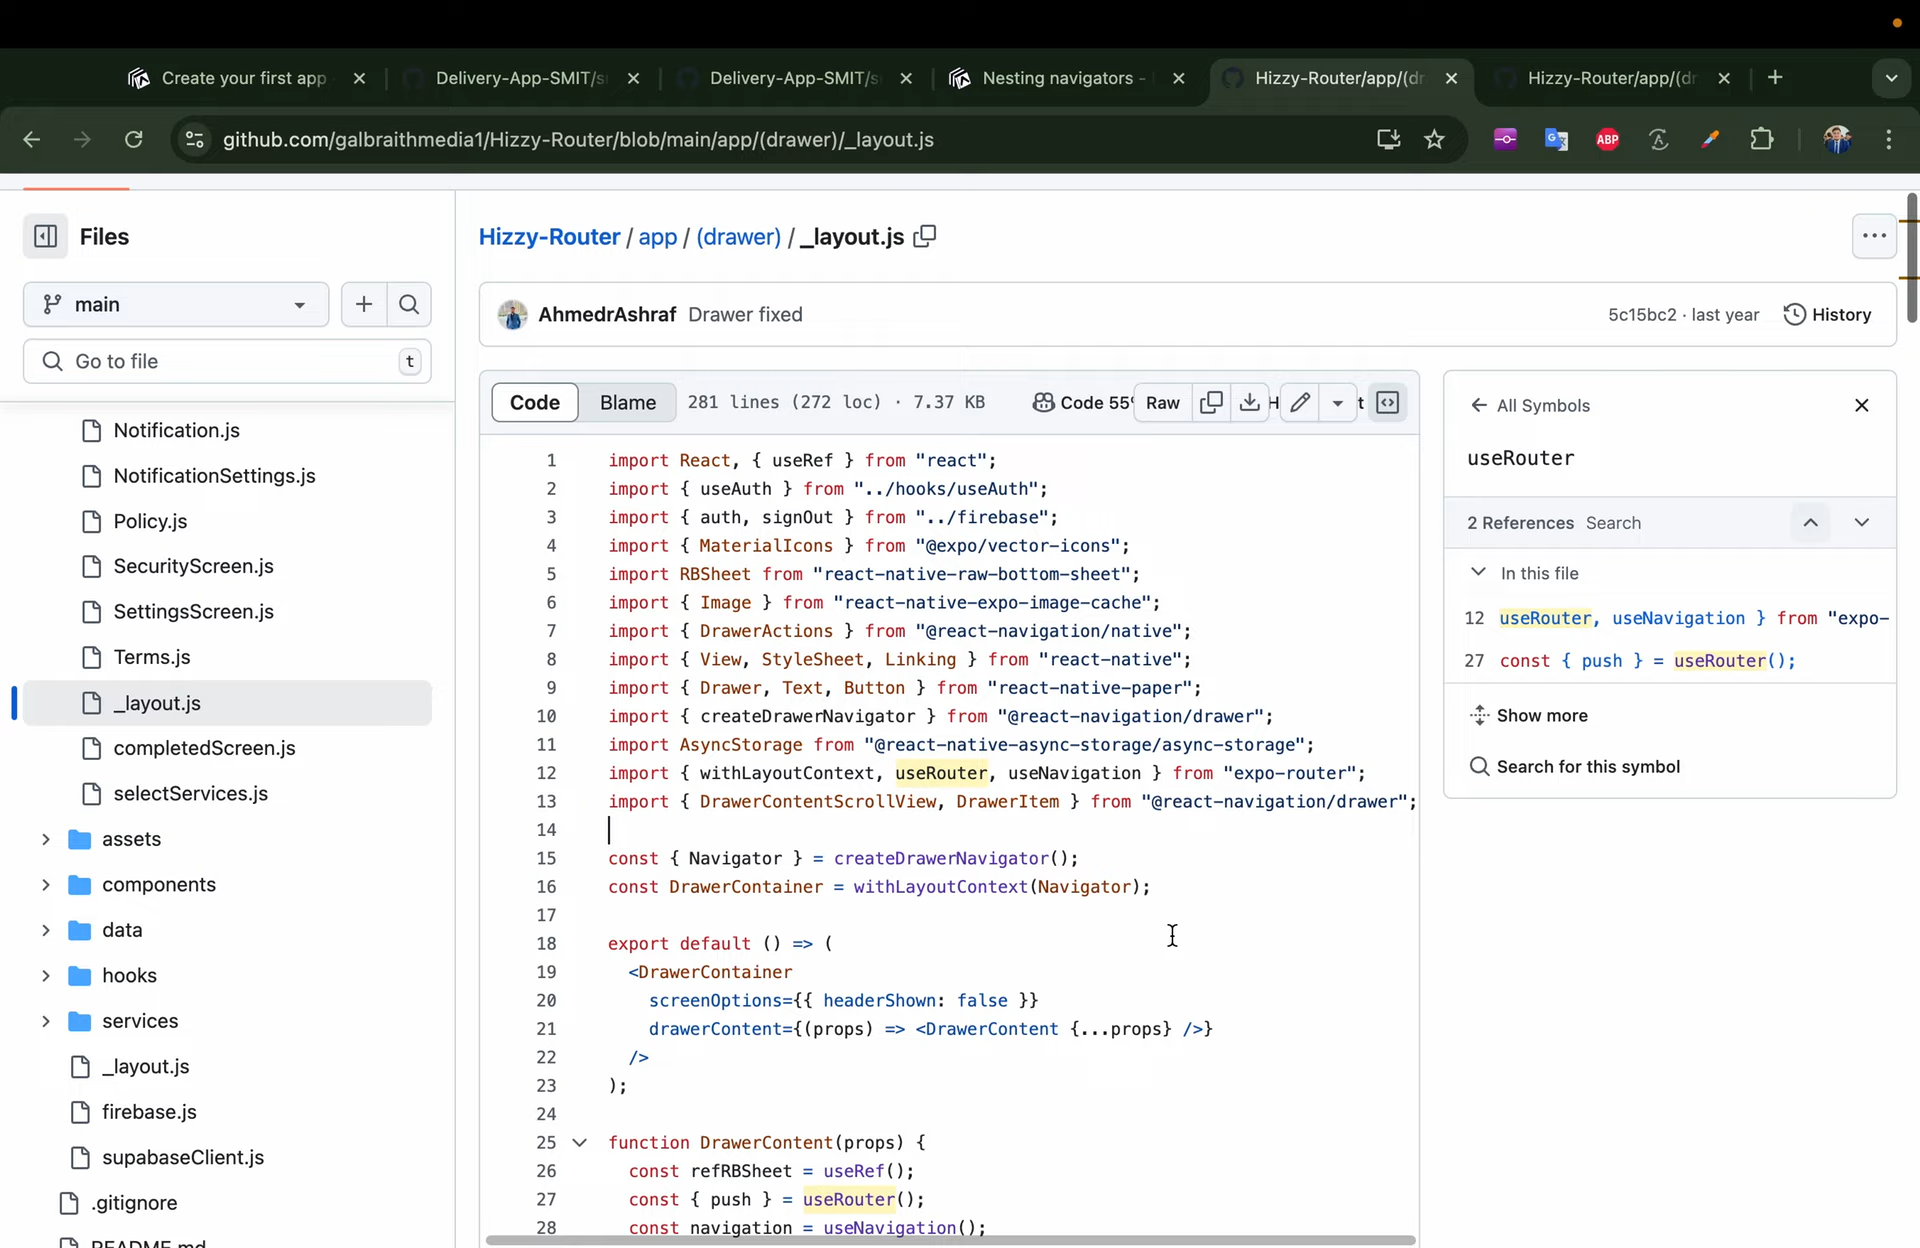 Create your first app
Delivery-App-SMIT/s
Delivery-App-SMIT/s
Nesting navigators -
Hizzy-Router/app/(dr
Hizzy-Router/app/(dr
github.com/galbraithmedia1/Hizzy-Router/blob/main/app/(drawer)/_layout.js
ABP
Files
main
Go to file
t
Notification.js
NotificationSettings.js
Policy.js
SecurityScreen.js
SettingsScreen.js
Terms.js
_layout.js
completedScreen.js
selectServices.js
assets
components
data
hooks
services
_layout.js
firebase.js
supabaseClient.js
.gitignore
README.md
Hizzy-Router / app / (drawer) / _layout.js
AhmedrAshraf Drawer fixed
5c15bc2 · last year
History
Code
Blame
281 lines (272 loc) · 7.37 KB
Code 55%
Raw
1 import React, { useRef } from "react";
2 import { useAuth } from "../hooks/useAuth";
3 import { auth, signOut } from "../firebase";
4 import { MaterialIcons } from "@expo/vector-icons";
5 import RBSheet from "react-native-raw-bottom-sheet";
6 import { Image } from "react-native-expo-image-cache";
7 import { DrawerActions } from "@react-navigation/native";
8 import { View, StyleSheet, Linking } from "react-native";
9 import { Drawer, Text, Button } from "react-native-paper";
10 import { createDrawerNavigator } from "@react-navigation/drawer";
11 import AsyncStorage from "@react-native-async-storage/async-storage";
12 import { withLayoutContext, useRouter, useNavigation } from "expo-router";
13 import { DrawerContentScrollView, DrawerItem } from "@react-navigation/drawer";
14
15 const { Navigator } = createDrawerNavigator();
16 const DrawerContainer = withLayoutContext(Navigator);
17
18 export default () => (
19 <DrawerContainer
20 screenOptions={{ headerShown: false }}
21 drawerContent={(props) => <DrawerContent {...props} />}
22 />
23 );
24
25 function DrawerContent(props) {
26 const refRBSheet = useRef();
27 const { push } = useRouter();
28 const navigation = useNavigation();
All Symbols
useRouter
2 References Search
In this file
12 useRouter, useNavigation } from "expo-
27 const { push } = useRouter();
Show more
Search for this symbol